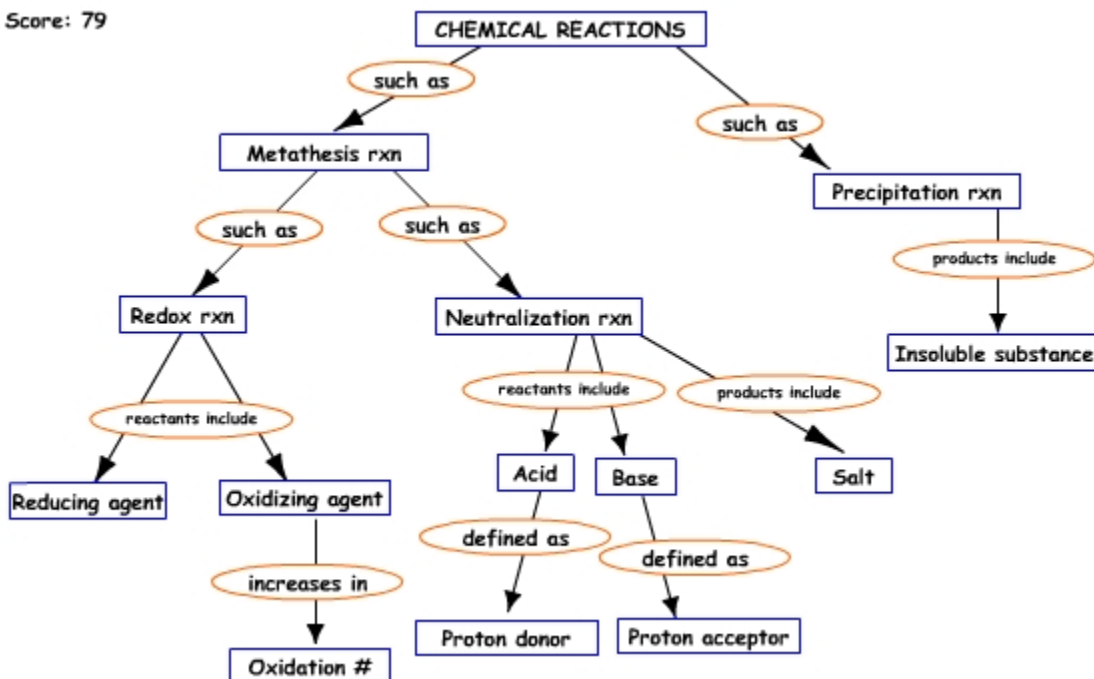 Score: 79
CHEMICAL REACTIONS
such as
such as
Metathesis rxn
Precipitation rxn
such as
such as
products include
Redox rxn
Neutralization rxn
Insoluble substance
reactants include
reactants include
products include
Reducing agent
Oxidizing agent
Acid
Base
Salt
increases in
defined as
defined as
Oxidation #
Proton donor
Proton acceptor